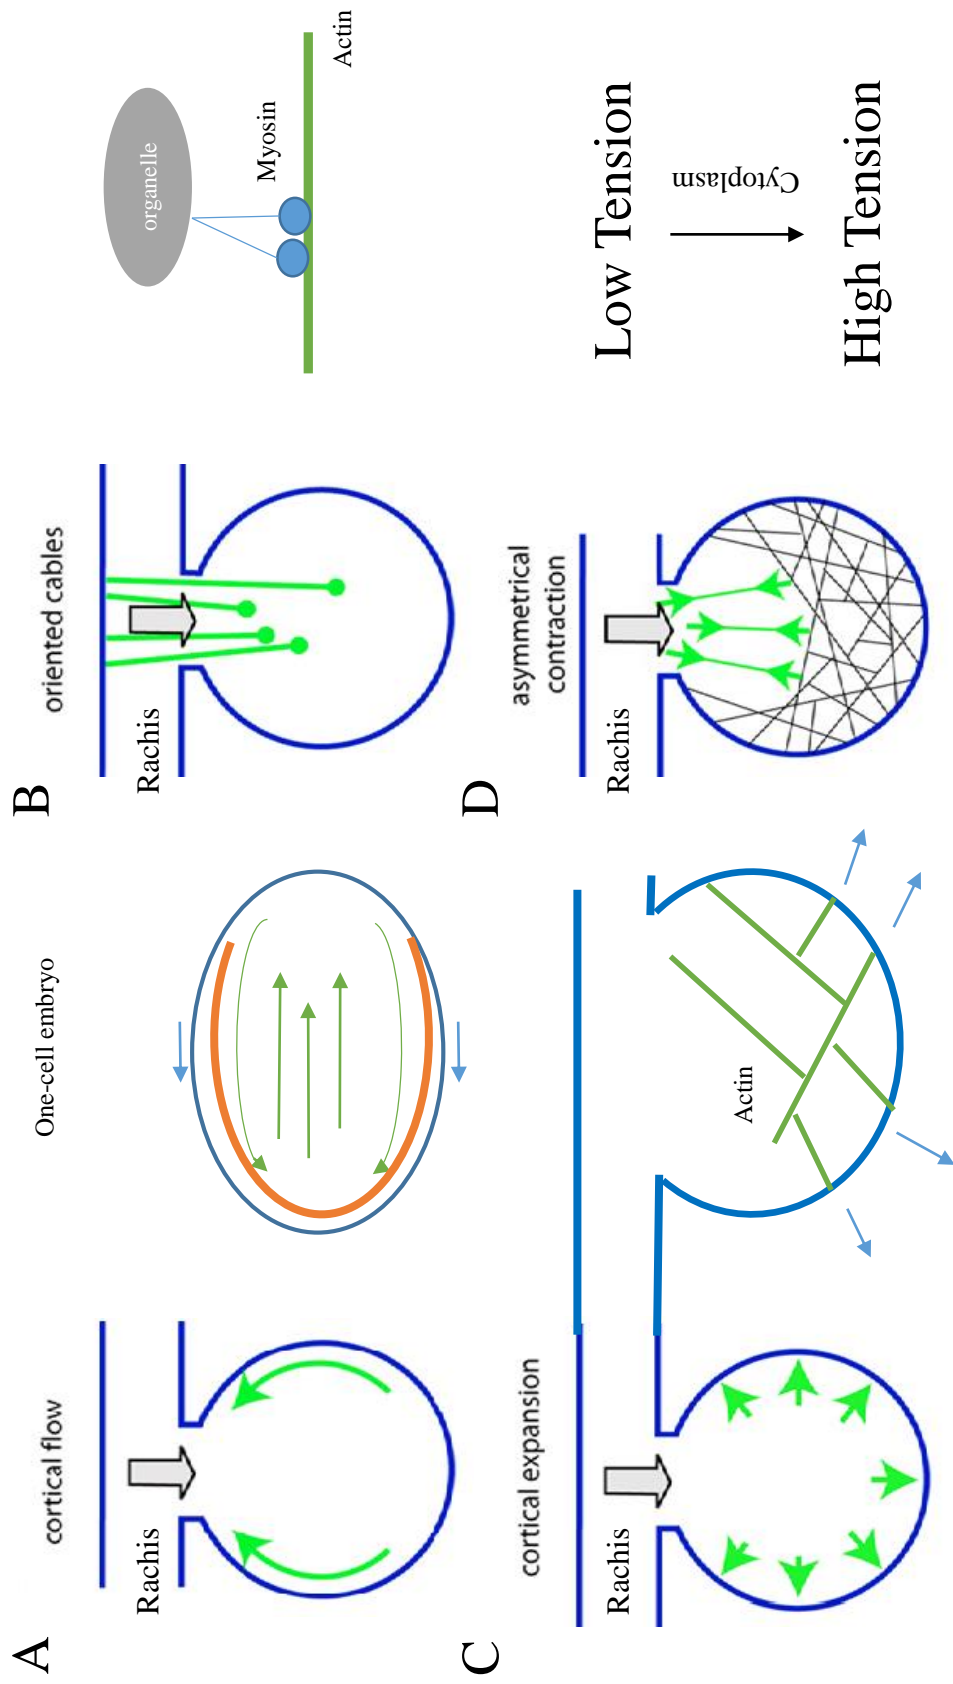 A
cortical flow
Rachis
One-cell embryo
B
oriented cables
Rachis
organelle
Myosin
Actin
C
cortical expansion
Rachis
Actin
D
asymmetrical
contraction
Rachis
Low Tension
Cytoplasm
High Tension